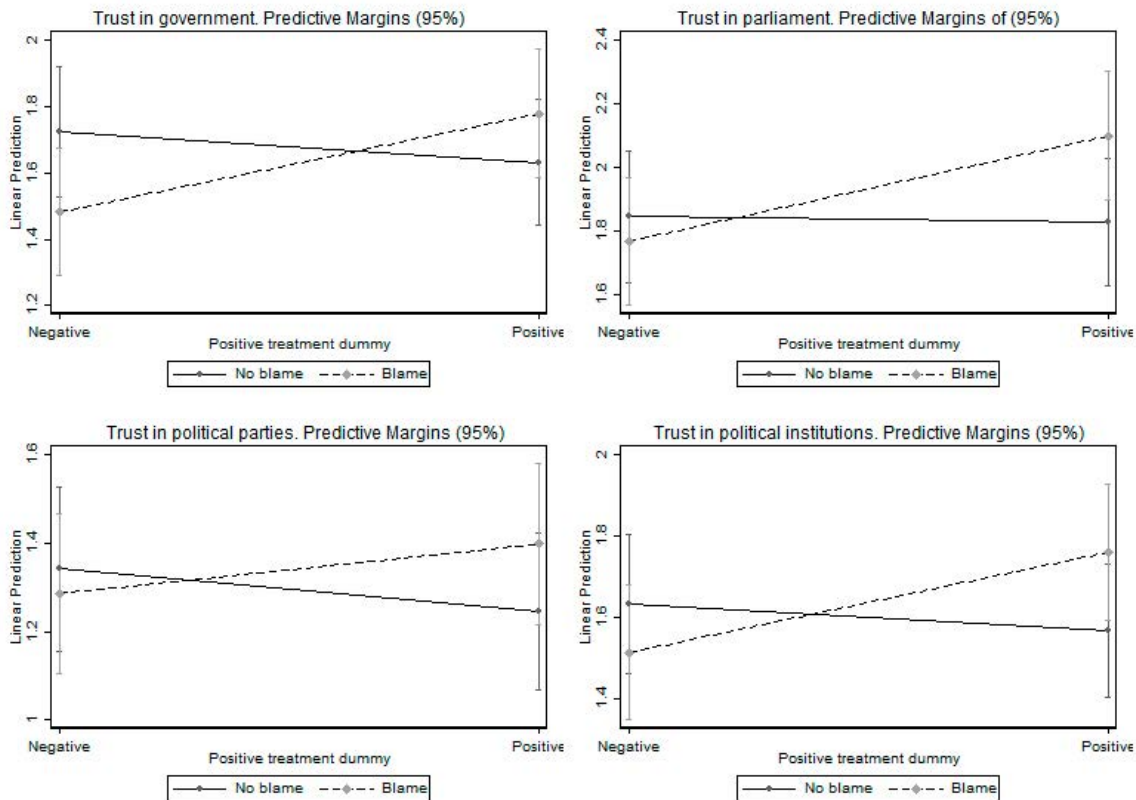 Trust in government. Predictive Margins (95%)
Linear Prediction
2
1.8
1.6
1.4
1.2
Negative
Positive
Positive treatment dummy
No blame
Blame
Trust in parliament. Predictive Margins of (95%)
Linear Prediction
2.4
2.2
2
1.8
1.6
Negative
Positive
Positive treatment dummy
No blame
Blame
Trust in political parties. Predictive Margins (95%)
Linear Prediction
1.6
1.4
1.2
1
Negative
Positive
Positive treatment dummy
No blame
Blame
Trust in political institutions. Predictive Margins (95%)
Linear Prediction
2
1.8
1.6
1.4
Negative
Positive
Positive treatment dummy
No blame
Blame